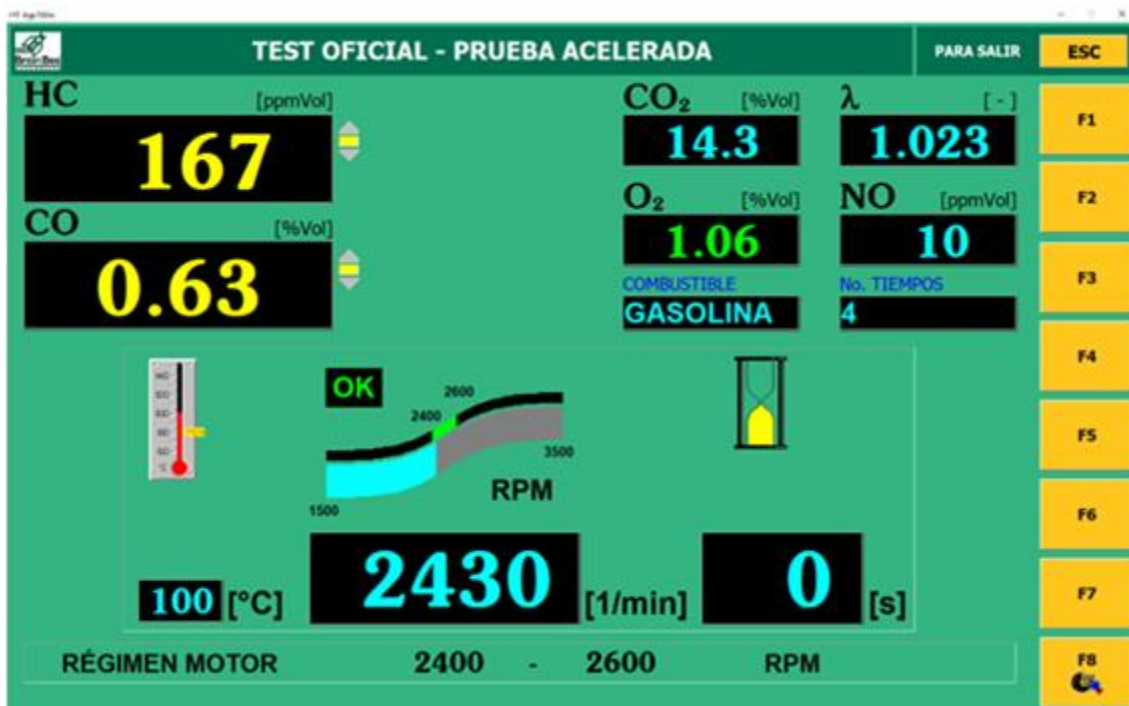 TEST OFICIAL - PRUEBA ACELERADA
PARA SALIR
ESC
HC [ppmVol]
167
CO [%Vol]
0.63
CO₂ [%Vol]
14.3
λ [-]
1.023
O₂ [%Vol]
1.06
NO [ppmVol]
10
COMBUSTIBLE
GASOLINA
No. TIEMPOS
4
F1
F2
F3
F4
F5
F6
F7
F8
OK
2600
2400
3500
1500
RPM
100 [°C]
2430 [1/min]
0 [s]
RÉGIMEN MOTOR 2400 - 2600 RPM